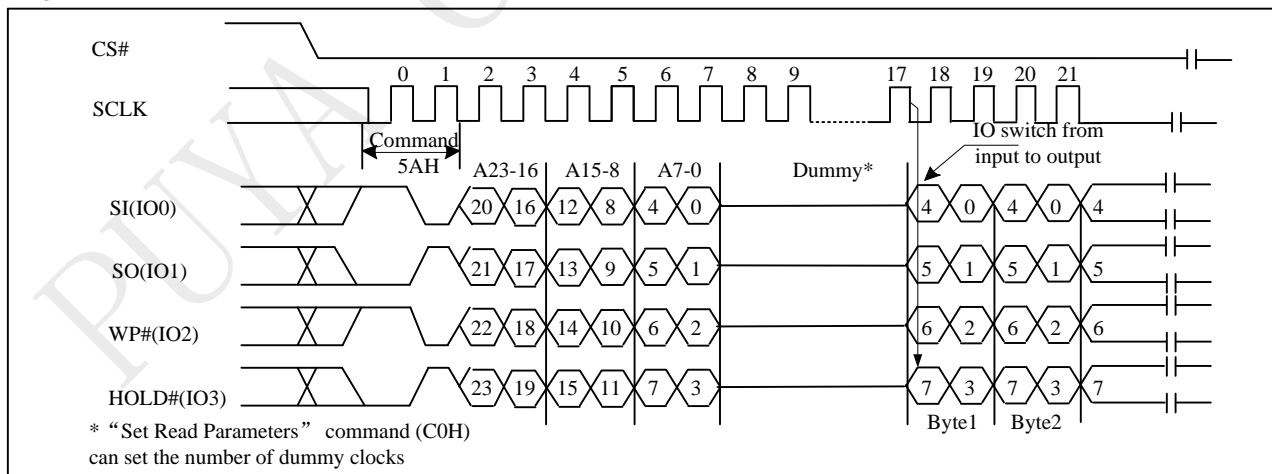 CS#
0 1 2 3 4 5 6 7 8 9 17 18 19 20 21
SCLK
Command
5AH
IO switch from
input to output
A23-16 A15-8 A7-0 Dummy*
SI(IO0) 20 16 12 8 4 0 4 0 4 0 4
SO(IO1) 21 17 13 9 5 1 5 1 5 1 5
WP#(IO2) 22 18 14 10 6 2 6 2 6 2 6
HOLD#(IO3) 23 19 15 11 7 3 7 3 7 3 7
Byte1 Byte2
* “Set Read Parameters” command (C0H)
can set the number of dummy clocks
PUYA